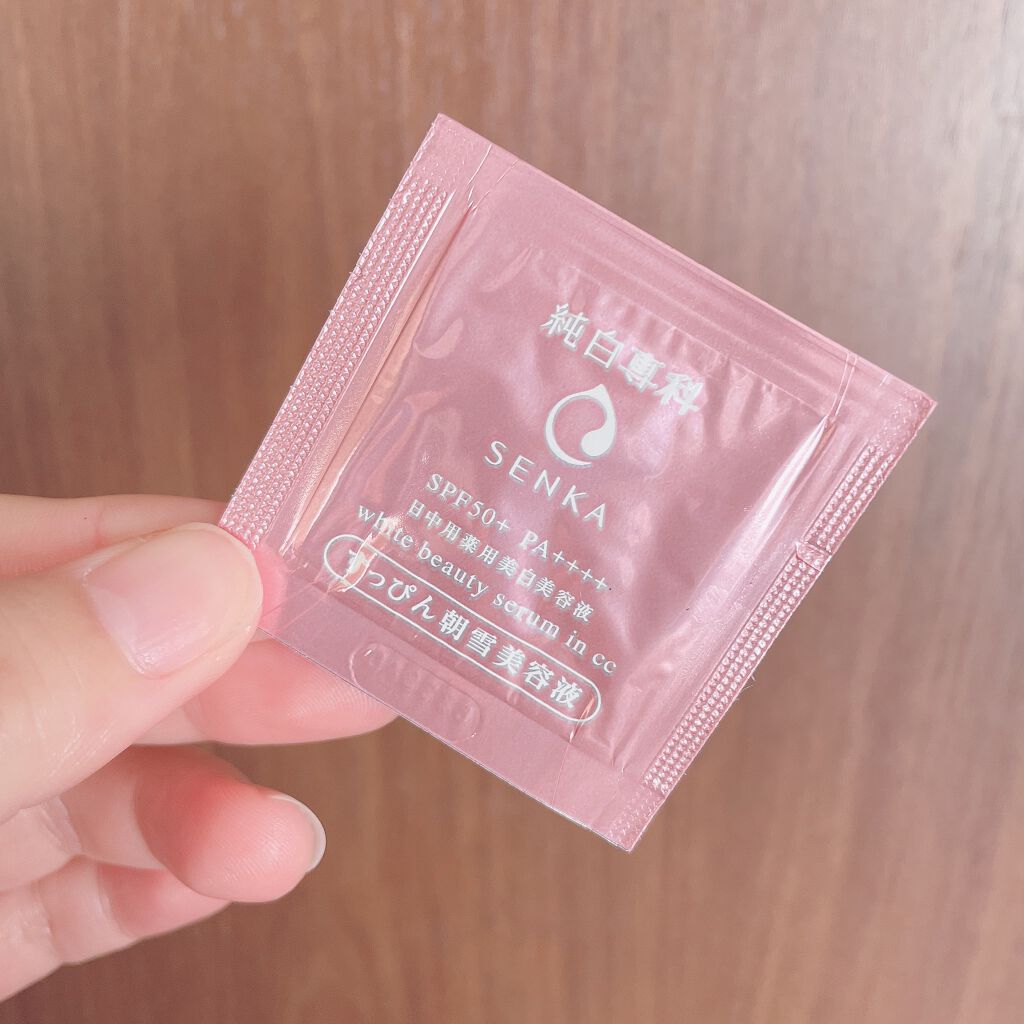 純白専科
SENKA
SPF50+ PA++++
日中用薬用美白美容液
white beauty serum in cc
すっぴん朝雪美容液